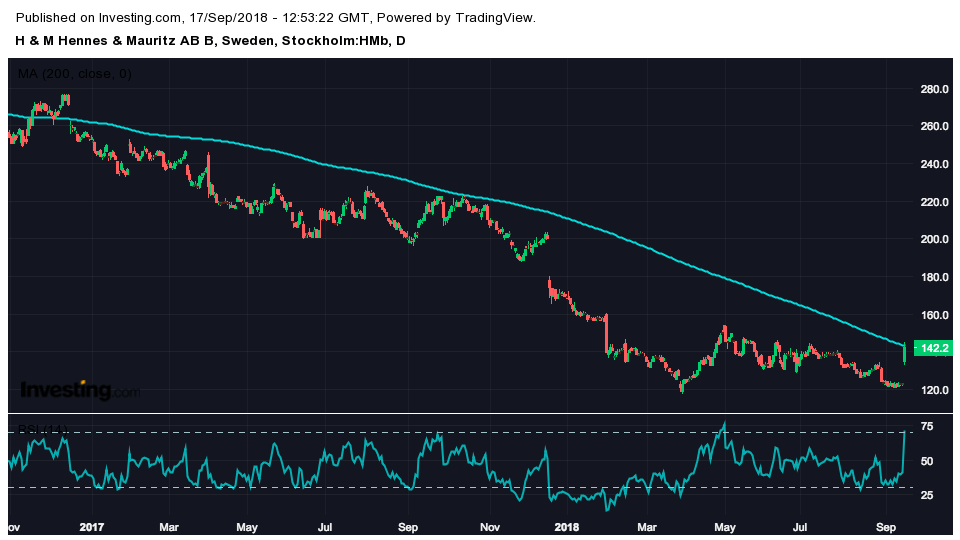 Published on Investing.com, 17/Sep/2018 - 12:53:22 GMT, Powered by TradingView.
H & M Hennes & Mauritz AB B, Sweden, Stockholm:HMb, D
MA (200, close, 0)
280.0
260.0
240.0
220.0
200.0
180.0
160.0
142.2
120.0
Investing.com
RSI (14)
75
50
25
ov 2017 Mar May Jul Sep Nov 2018 Mar May Jul Sep